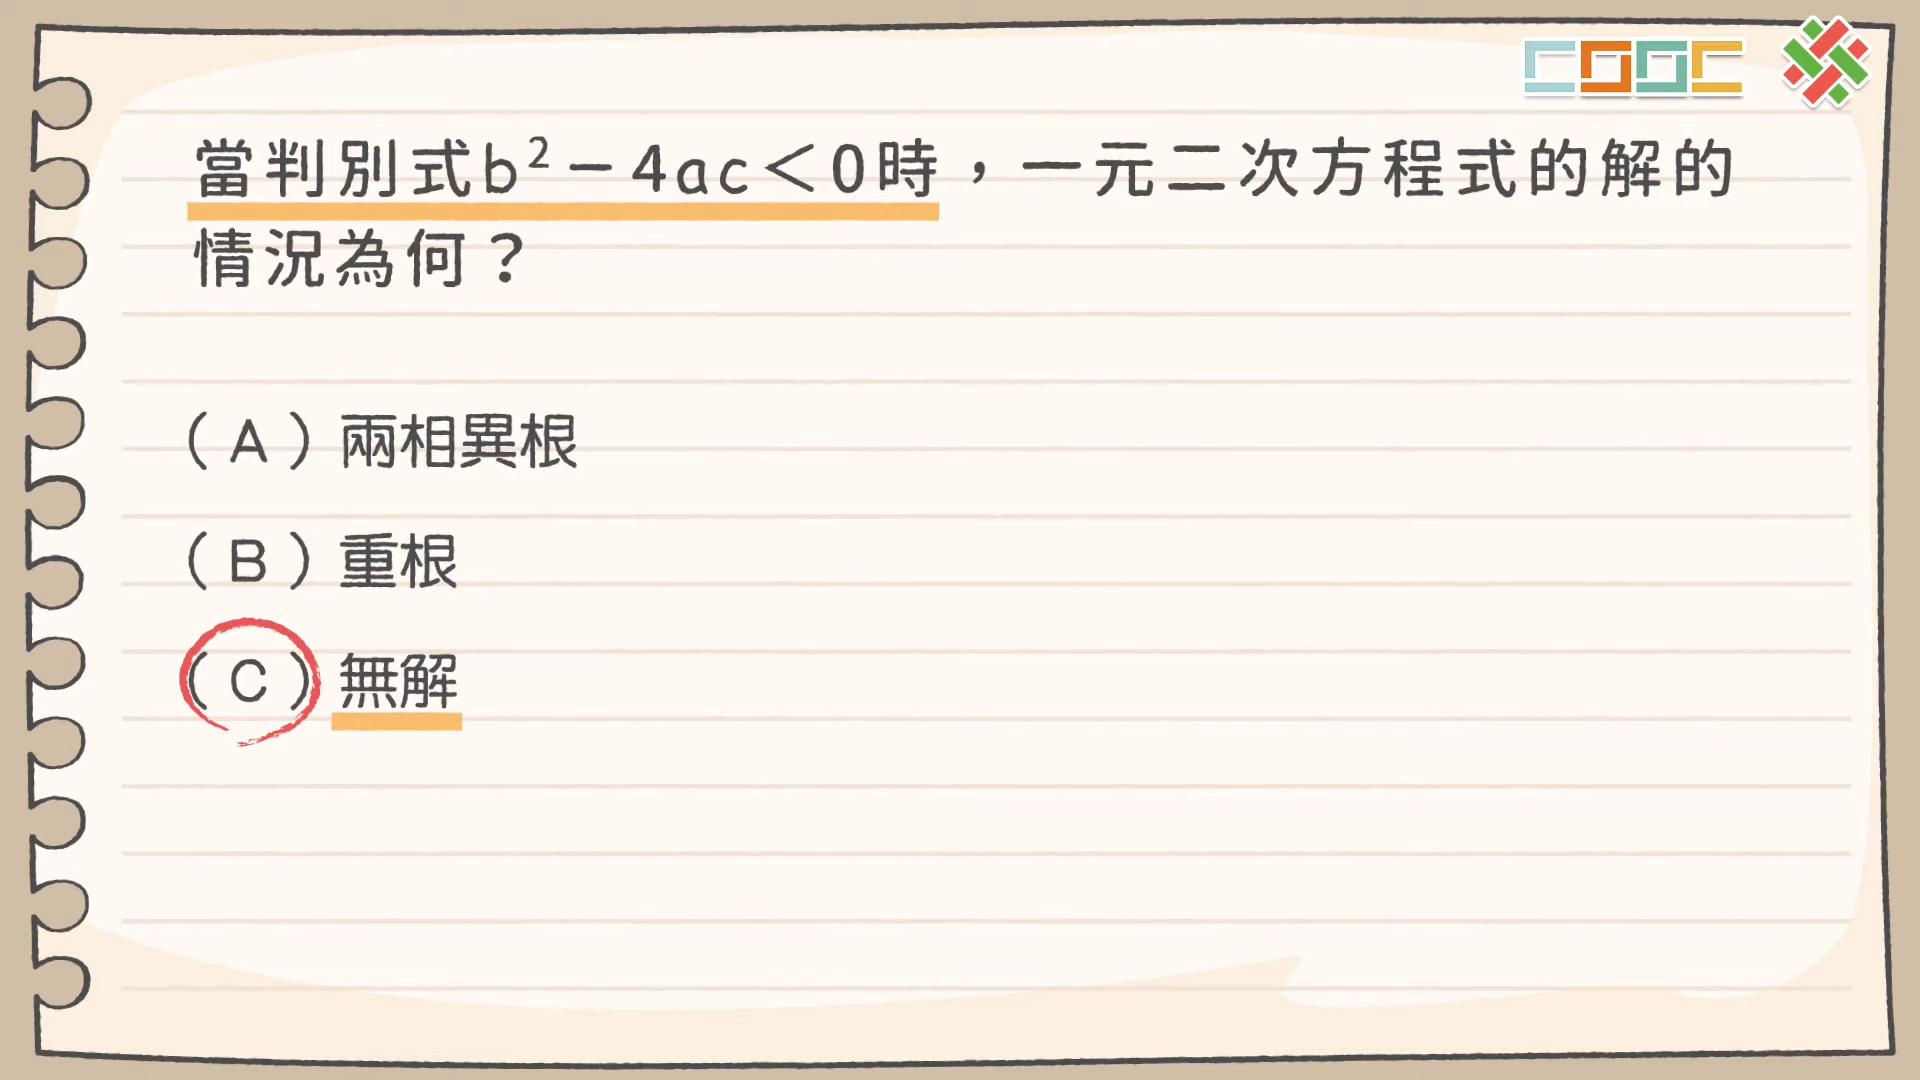 當判別式b²－4ac＜0時，一元二次方程式的解的
情況為何？
（A）兩相異根
（B）重根
（C）無解